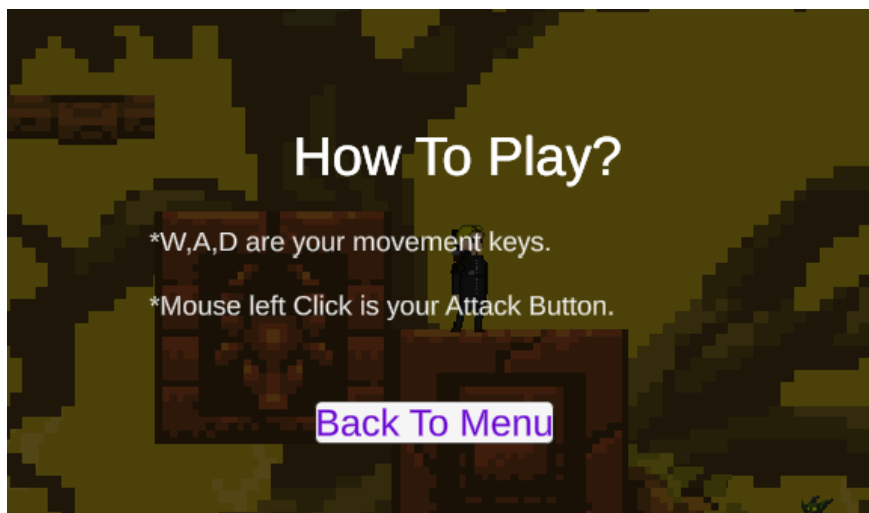 How To Play?
*W,A,D are your movement keys.
*Mouse left Click is your Attack Button.
Back To Menu